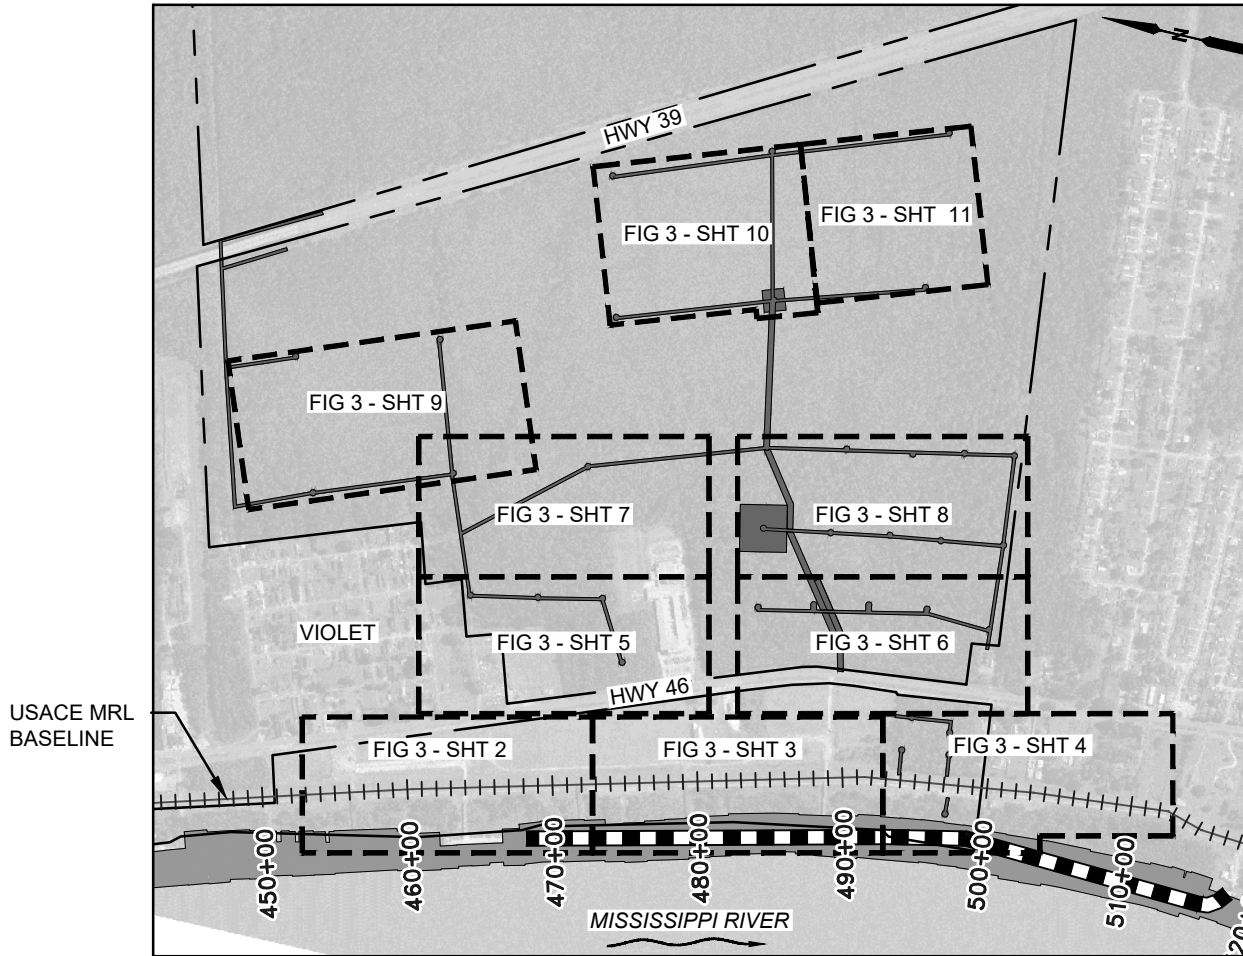 N
HWY 39
FIG 3 - SHT 11
FIG 3 - SHT 10
FIG 3 - SHT 9
FIG 3 - SHT 7
FIG 3 - SHT 8
VIOLET
FIG 3 - SHT 5
FIG 3 - SHT 6
HWY 46
USACE MRL
BASELINE
FIG 3 - SHT 2
FIG 3 - SHT 3
FIG 3 - SHT 4
450+00
460+00
470+00
480+00
490+00
500+00
510+00
MISSISSIPPI RIVER